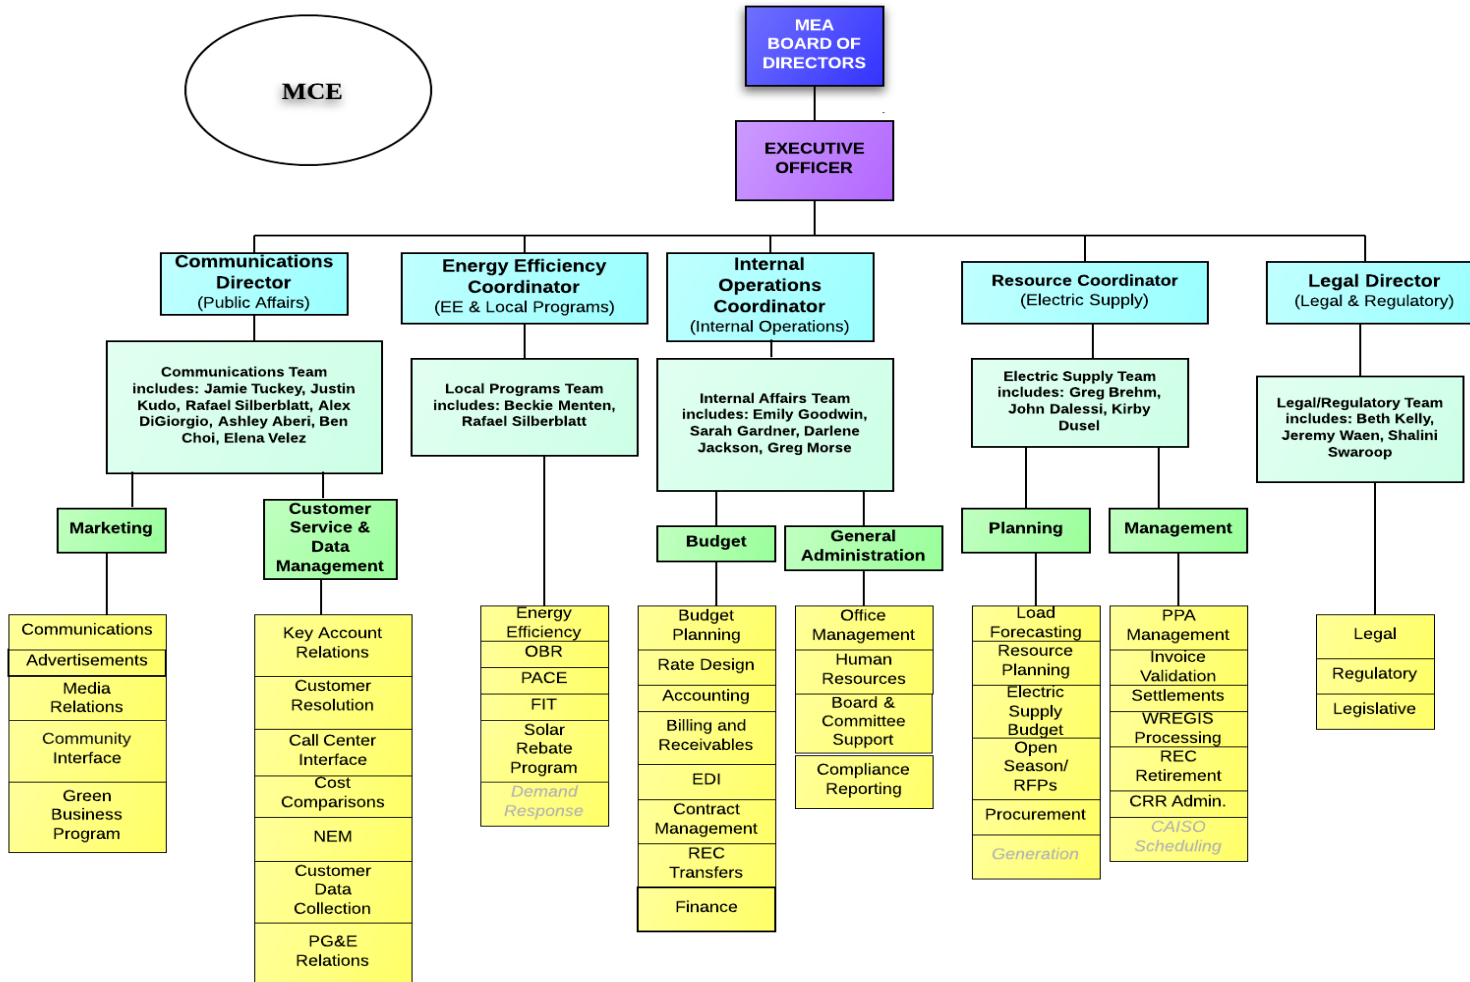 MCE
MEA
BOARD OF
DIRECTORS
EXECUTIVE
OFFICER
Communications
Director
(Public Affairs)
Energy Efficiency
Coordinator
(EE & Local Programs)
Internal
Operations
Coordinator
(Internal Operations)
Resource Coordinator
(Electric Supply)
Legal Director
(Legal & Regulatory)
Communications Team
includes: Jamie Tuckey, Justin
Kudo, Rafael Silberblatt, Alex
DiGiorgio, Ashley Aberi, Ben
Choi, Elena Velez
Local Programs Team
includes: Beckie Menten,
Rafael Silberblatt
Internal Affairs Team
includes: Emily Goodwin,
Sarah Gardner, Darlene
Jackson, Greg Morse
Electric Supply Team
includes: Greg Brehm,
John Dalessi, Kirby
Dusel
Legal/Regulatory Team
includes: Beth Kelly,
Jeremy Waen, Shalini
Swaroop
Marketing
Customer
Service &
Data
Management
Budget
General
Administration
Planning
Management
Communications
Advertisements
Media
Relations
Community
Interface
Green
Business
Program
Key Account
Relations
Customer
Resolution
Call Center
Interface
Cost
Comparisons
NEM
Customer
Data
Collection
PG&E
Relations
Energy
Efficiency
OBR
PACE
FIT
Solar
Rebate
Program
Demand
Response
Budget
Planning
Rate Design
Accounting
Billing and
Receivables
EDI
Contract
Management
REC
Transfers
Finance
Office
Management
Human
Resources
Board &
Committee
Support
Compliance
Reporting
Load
Forecasting
Resource
Planning
Electric
Supply
Budget
Open
Season/
RFPs
Procurement
Generation
PPA
Management
Invoice
Validation
Settlements
WREGIS
Processing
REC
Retirement
CRR Admin.
CAISO
Scheduling
Legal
Regulatory
Legislative